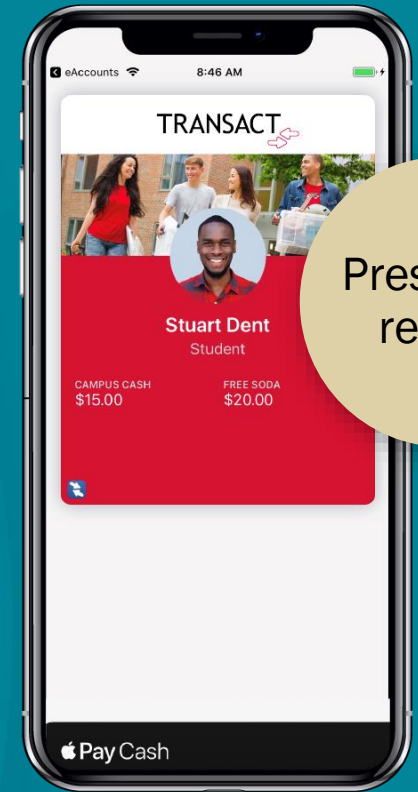 eAccounts 8:46 AM
TRANSACT
Stuart Dent
Student
CAMPUS CASH FREE SODA
$15.00 $20.00
Pay Cash